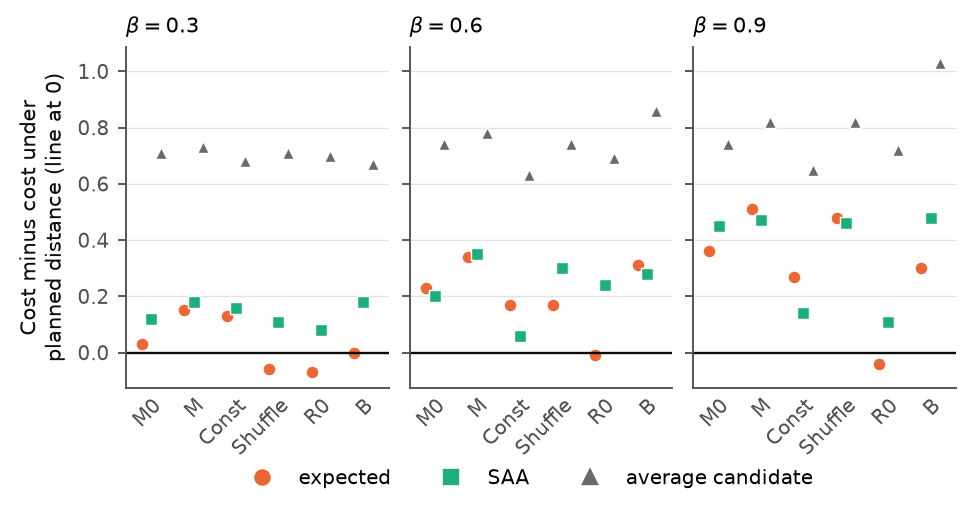 β = 0.3
β = 0.6
β = 0.9
Cost minus cost under
planned distance (line at 0)
1.0
0.8
0.6
0.4
0.2
0.0
M0
M
Const
Shuffle
R0
B
M0
M
Const
Shuffle
R0
B
M0
M
Const
Shuffle
R0
B
expected
SAA
average candidate